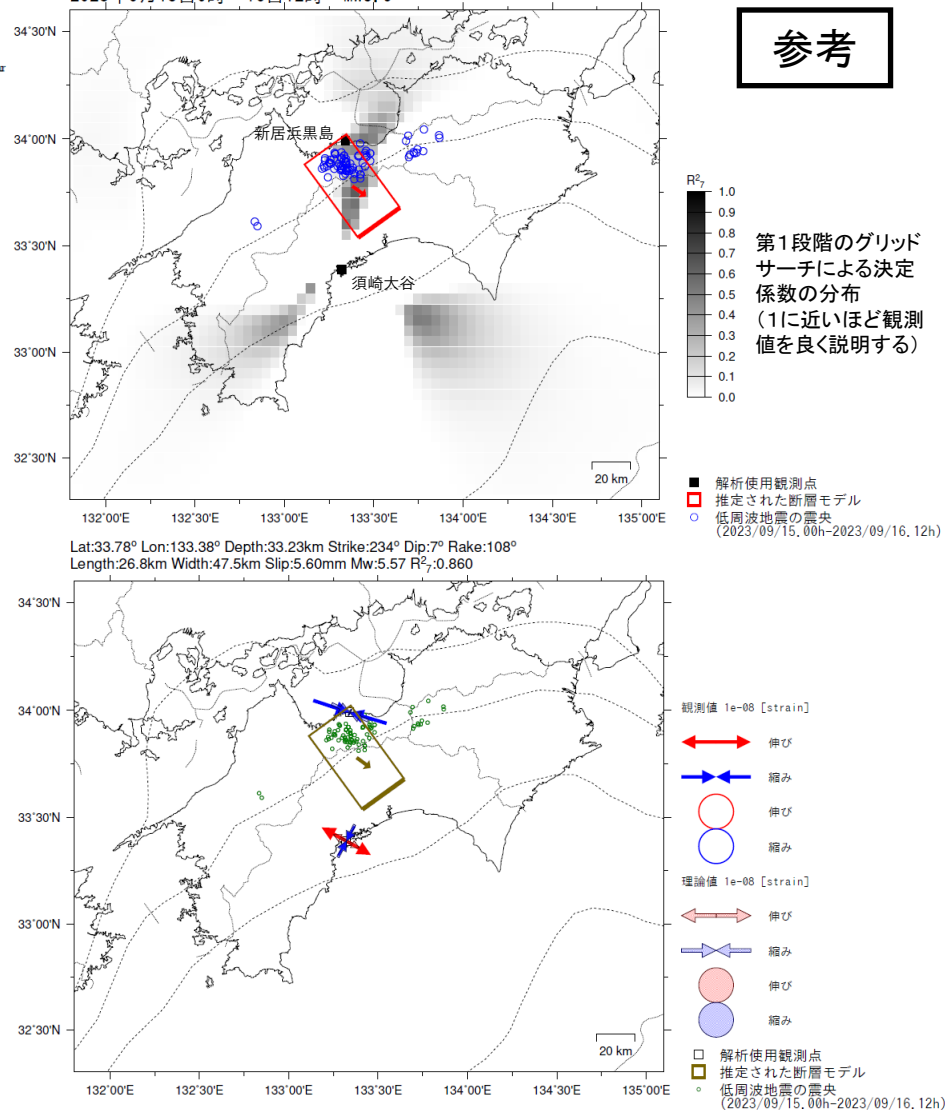 参考
34°30'N
34°00'N
33°30'N
33°00'N
32°30'N
新居浜黒島
須崎大谷
20 km
132°00'E
132°30'E
133°00'E
133°30'E
134°00'E
134°30'E
135°00'E
R²₇
1.0
0.9
0.8
0.7
0.6
0.5
0.4
0.3
0.2
0.1
0.0
第1段階のグリッド
サーチによる決定
係数の分布
(1に近いほど観測
値を良く説明する)
解析使用観測点
推定された断層モデル
低周波地震の震央
(2023/09/15.00h-2023/09/16.12h)
Lat:33.78° Lon:133.38° Depth:33.23km Strike:234° Dip:7° Rake:108°
Length:26.8km Width:47.5km Slip:5.60mm Mw:5.57 R²₇:0.860
34°30'N
34°00'N
33°30'N
33°00'N
32°30'N
20 km
132°00'E
132°30'E
133°00'E
133°30'E
134°00'E
134°30'E
135°00'E
観測値 1e-08 [strain]
伸び
縮み
伸び
縮み
理論値 1e-08 [strain]
伸び
縮み
伸び
縮み
解析使用観測点
推定された断層モデル
低周波地震の震央
(2023/09/15.00h-2023/09/16.12h)